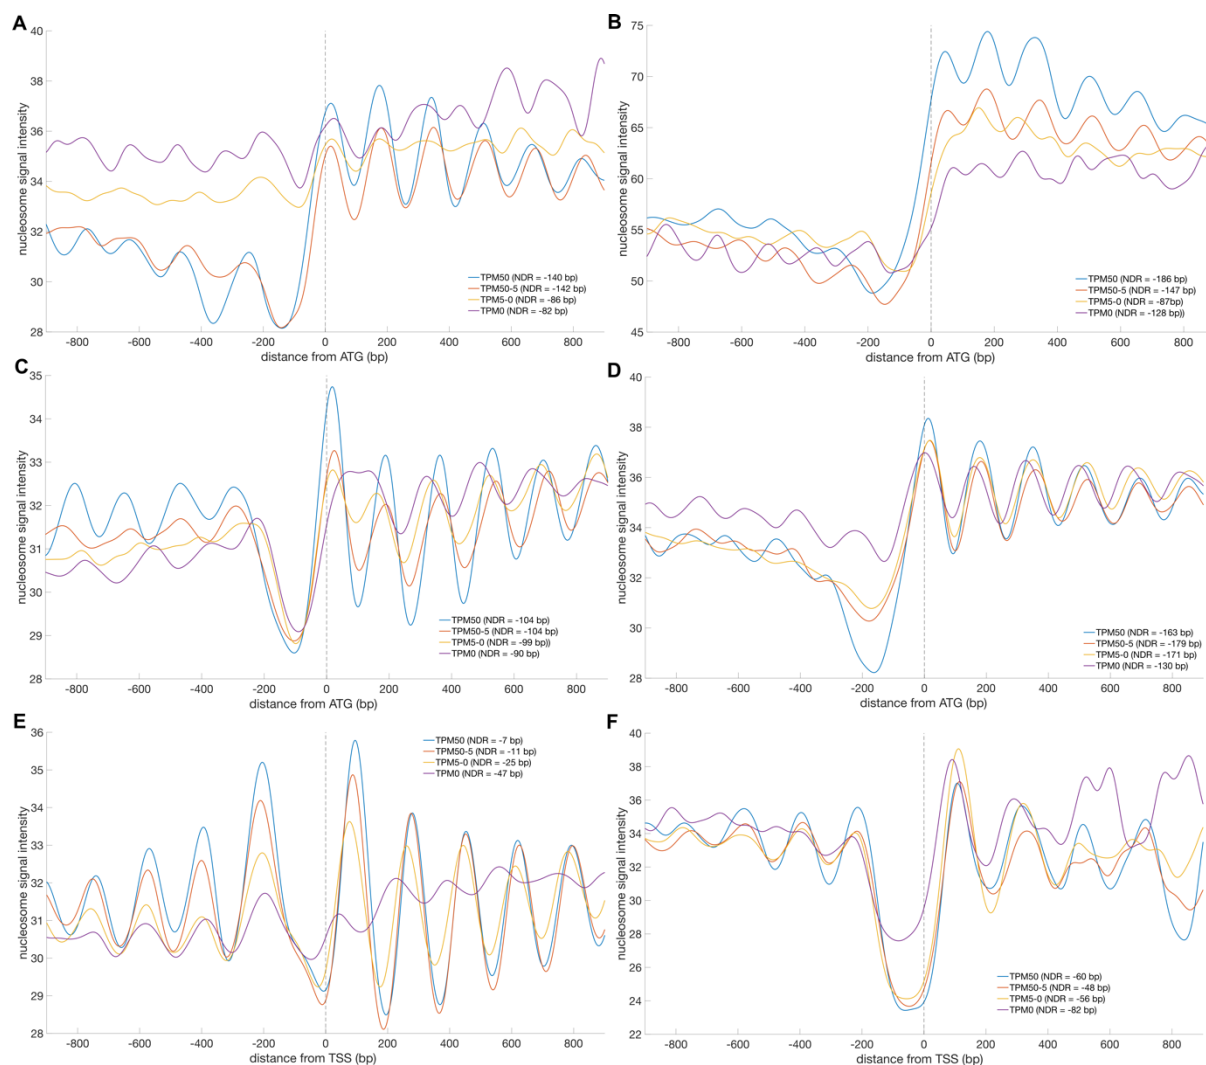 A
40
38
36
34
32
30
28
nucleosome signal intensity
TPM50 (NDR = -140 bp)
TPM50-5 (NDR = -142 bp)
TPM5-0 (NDR = -86 bp)
TPM0 (NDR = -82 bp)
-800 -600 -400 -200 0 200 400 600 800
distance from ATG (bp)
B
75
70
65
60
55
50
45
nucleosome signal intensity
TPM50 (NDR = -186 bp)
TPM50-5 (NDR = -147 bp)
TPM5-0 (NDR = -87bp)
TPM0 (NDR = -128 bp))
-800 -600 -400 -200 0 200 400 600 800
distance from ATG (bp)
C
35
34
33
32
31
30
29
28
nucleosome signal intensity
TPM50 (NDR = -104 bp)
TPM50-5 (NDR = -104 bp)
TPM5-0 (NDR = -99 bp))
TPM0 (NDR = -90 bp)
-800 -600 -400 -200 0 200 400 600 800
distance from ATG (bp)
D
40
38
36
34
32
30
28
nucleosome signal intensity
TPM50 (NDR = -163 bp)
TPM50-5 (NDR = -179 bp)
TPM5-0 (NDR = -171 bp)
TPM0 (NDR = -130 bp)
-800 -600 -400 -200 0 200 400 600 800
distance from ATG (bp)
E
36
35
34
33
32
31
30
29
28
nucleosome signal intensity
TPM50 (NDR = -7 bp)
TPM50-5 (NDR = -11 bp)
TPM5-0 (NDR = -25 bp)
TPM0 (NDR = -47 bp)
-800 -600 -400 -200 0 200 400 600 800
distance from TSS (bp)
F
40
38
36
34
32
30
28
26
24
22
nucleosome signal intensity
TPM50 (NDR = -60 bp)
TPM50-5 (NDR = -48 bp)
TPM5-0 (NDR = -56 bp)
TPM0 (NDR = -82 bp)
-800 -600 -400 -200 0 200 400 600 800
distance from TSS (bp)